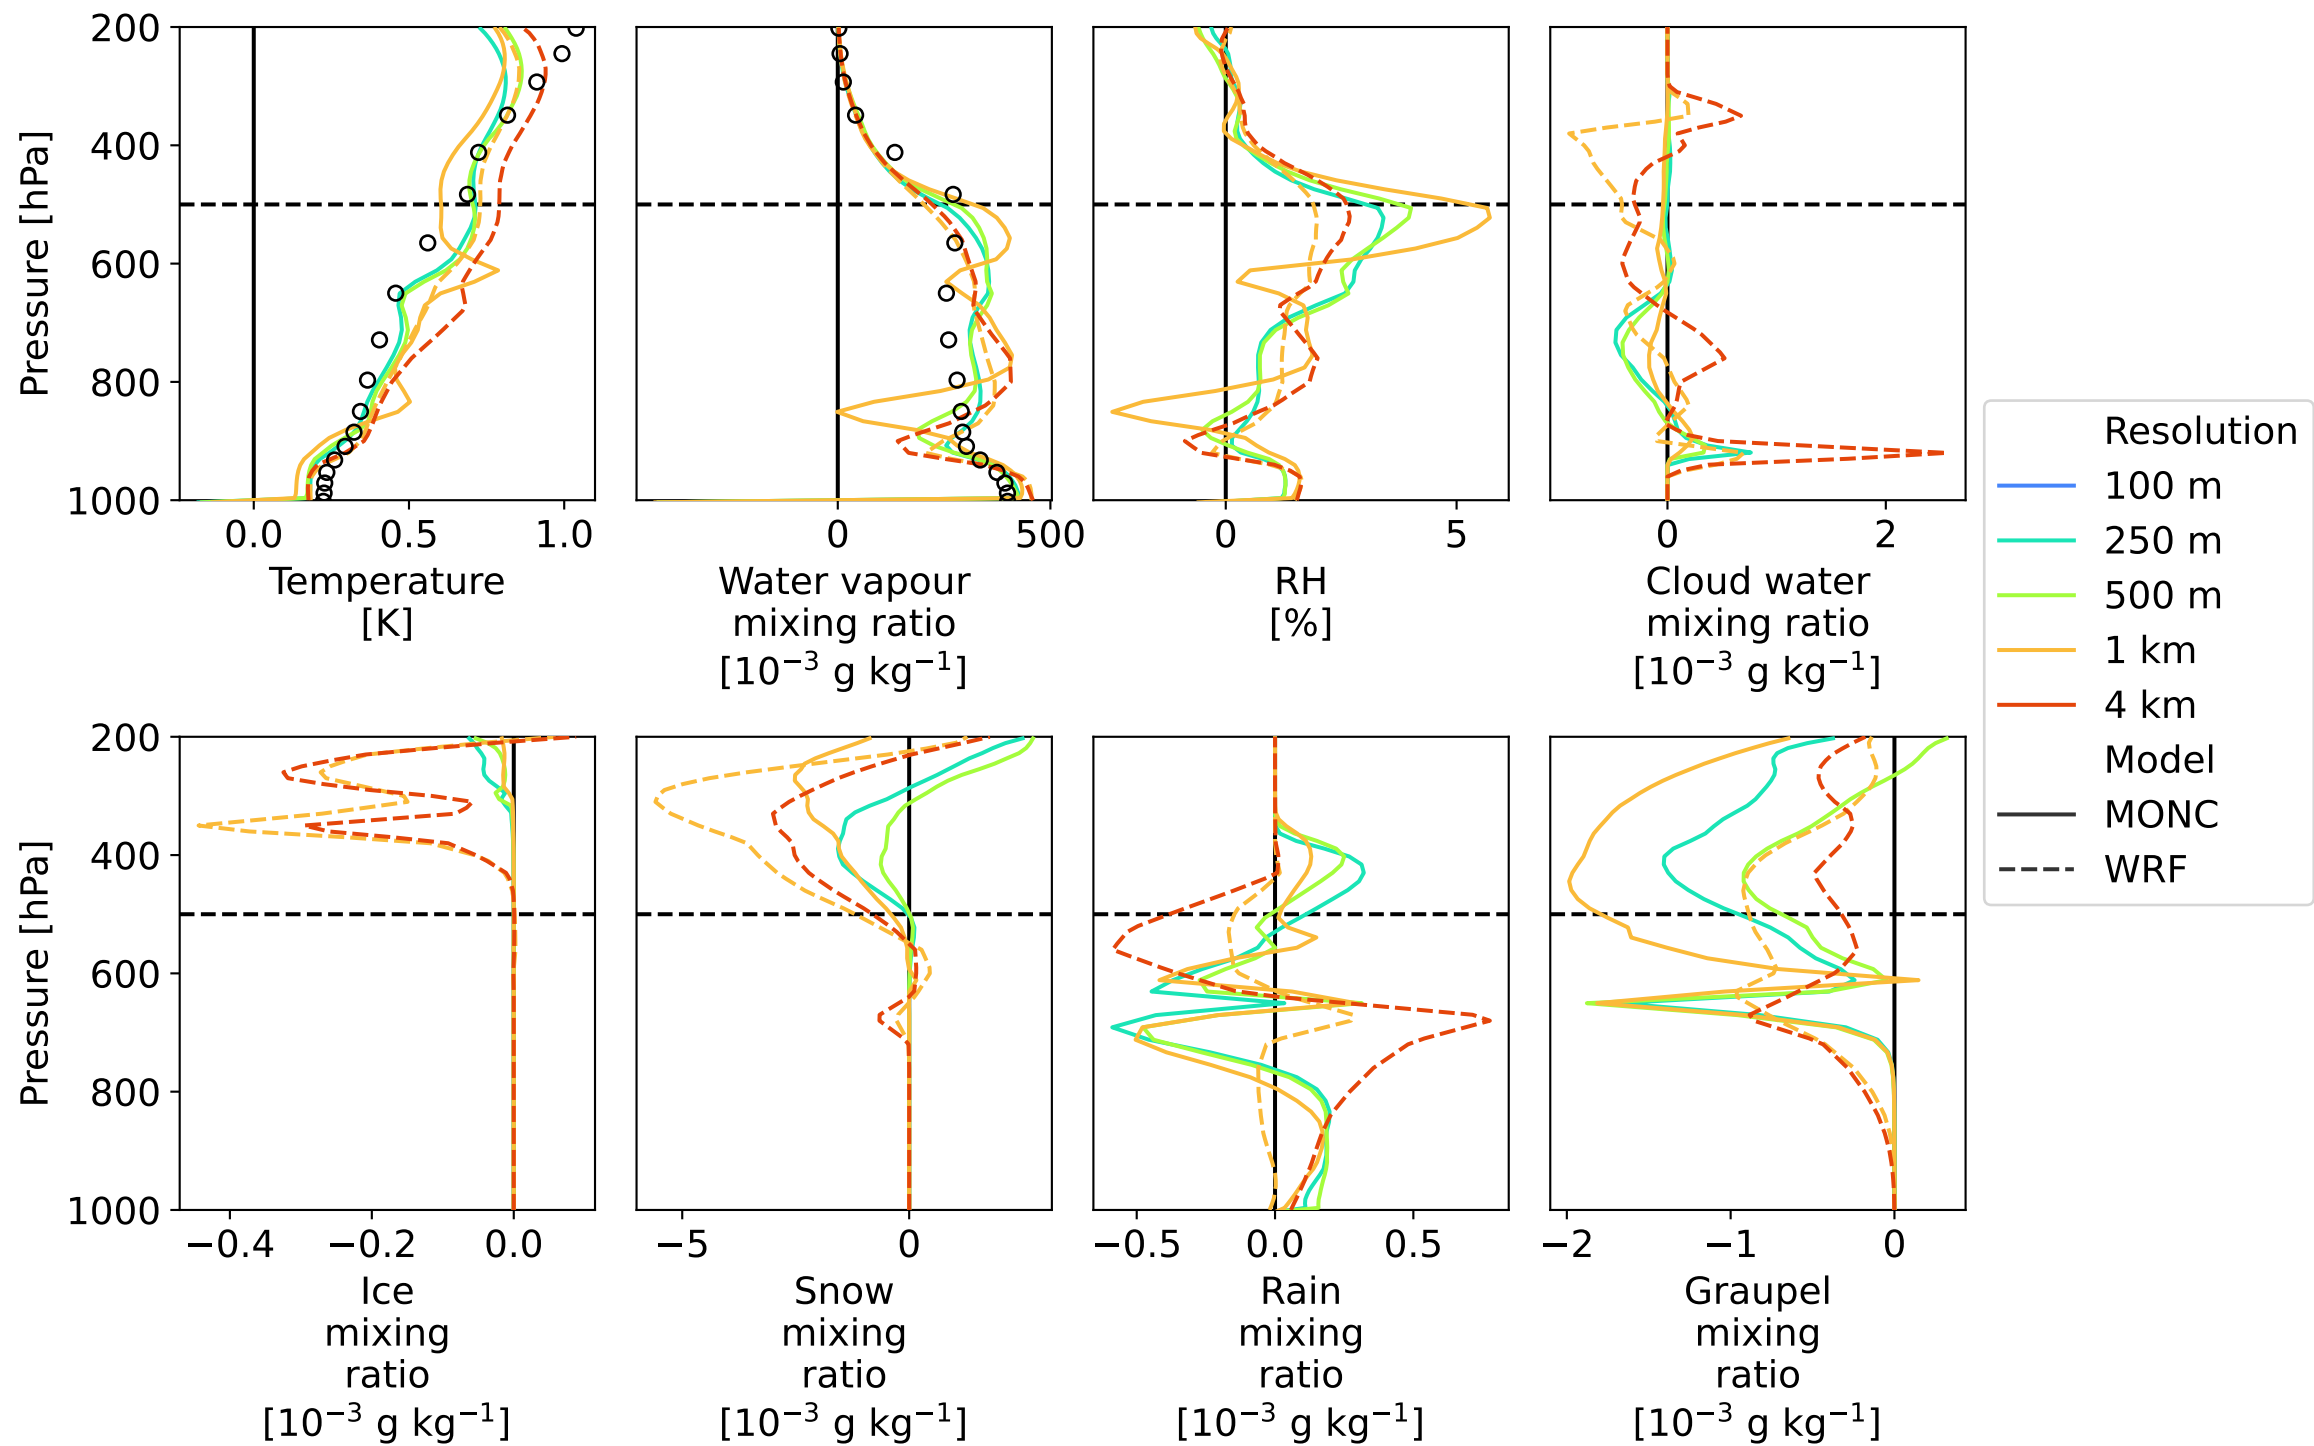 200
400
600
800
1000
Pressure [hPa]
0.0 0.5 1.0
Temperature
[K]
0 500
Water vapour
mixing ratio
[10⁻³ g kg⁻¹]
0 5
RH
[%]
0 2
Cloud water
mixing ratio
[10⁻³ g kg⁻¹]
Resolution
100 m
250 m
500 m
1 km
4 km
Model
MONC
WRF
200
400
600
800
1000
Pressure [hPa]
−0.4 −0.2 0.0
Ice
mixing
ratio
[10⁻³ g kg⁻¹]
−5 0
Snow
mixing
ratio
[10⁻³ g kg⁻¹]
−0.5 0.0 0.5
Rain
mixing
ratio
[10⁻³ g kg⁻¹]
−2 −1 0
Graupel
mixing
ratio
[10⁻³ g kg⁻¹]